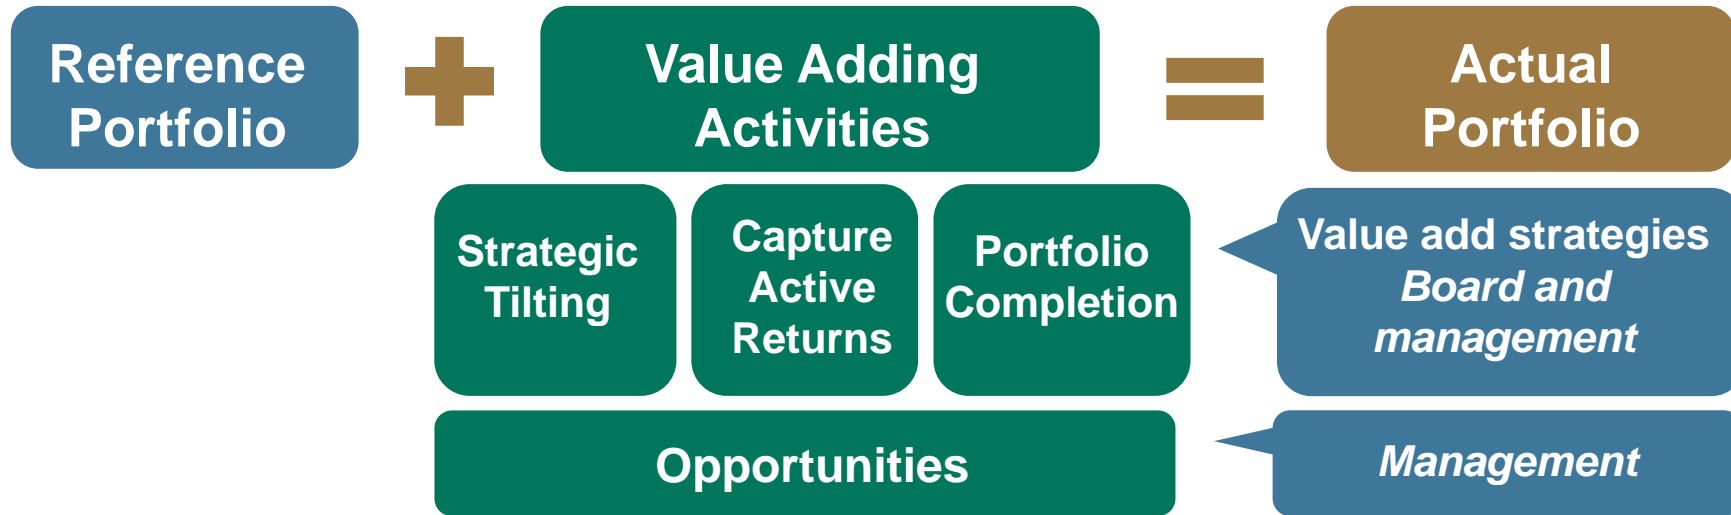 Reference
Portfolio
Value Adding
Activities
Actual
Portfolio
Strategic
Tilting
Capture
Active
Returns
Portfolio
Completion
Value add strategies
Board and
management
Opportunities
Management